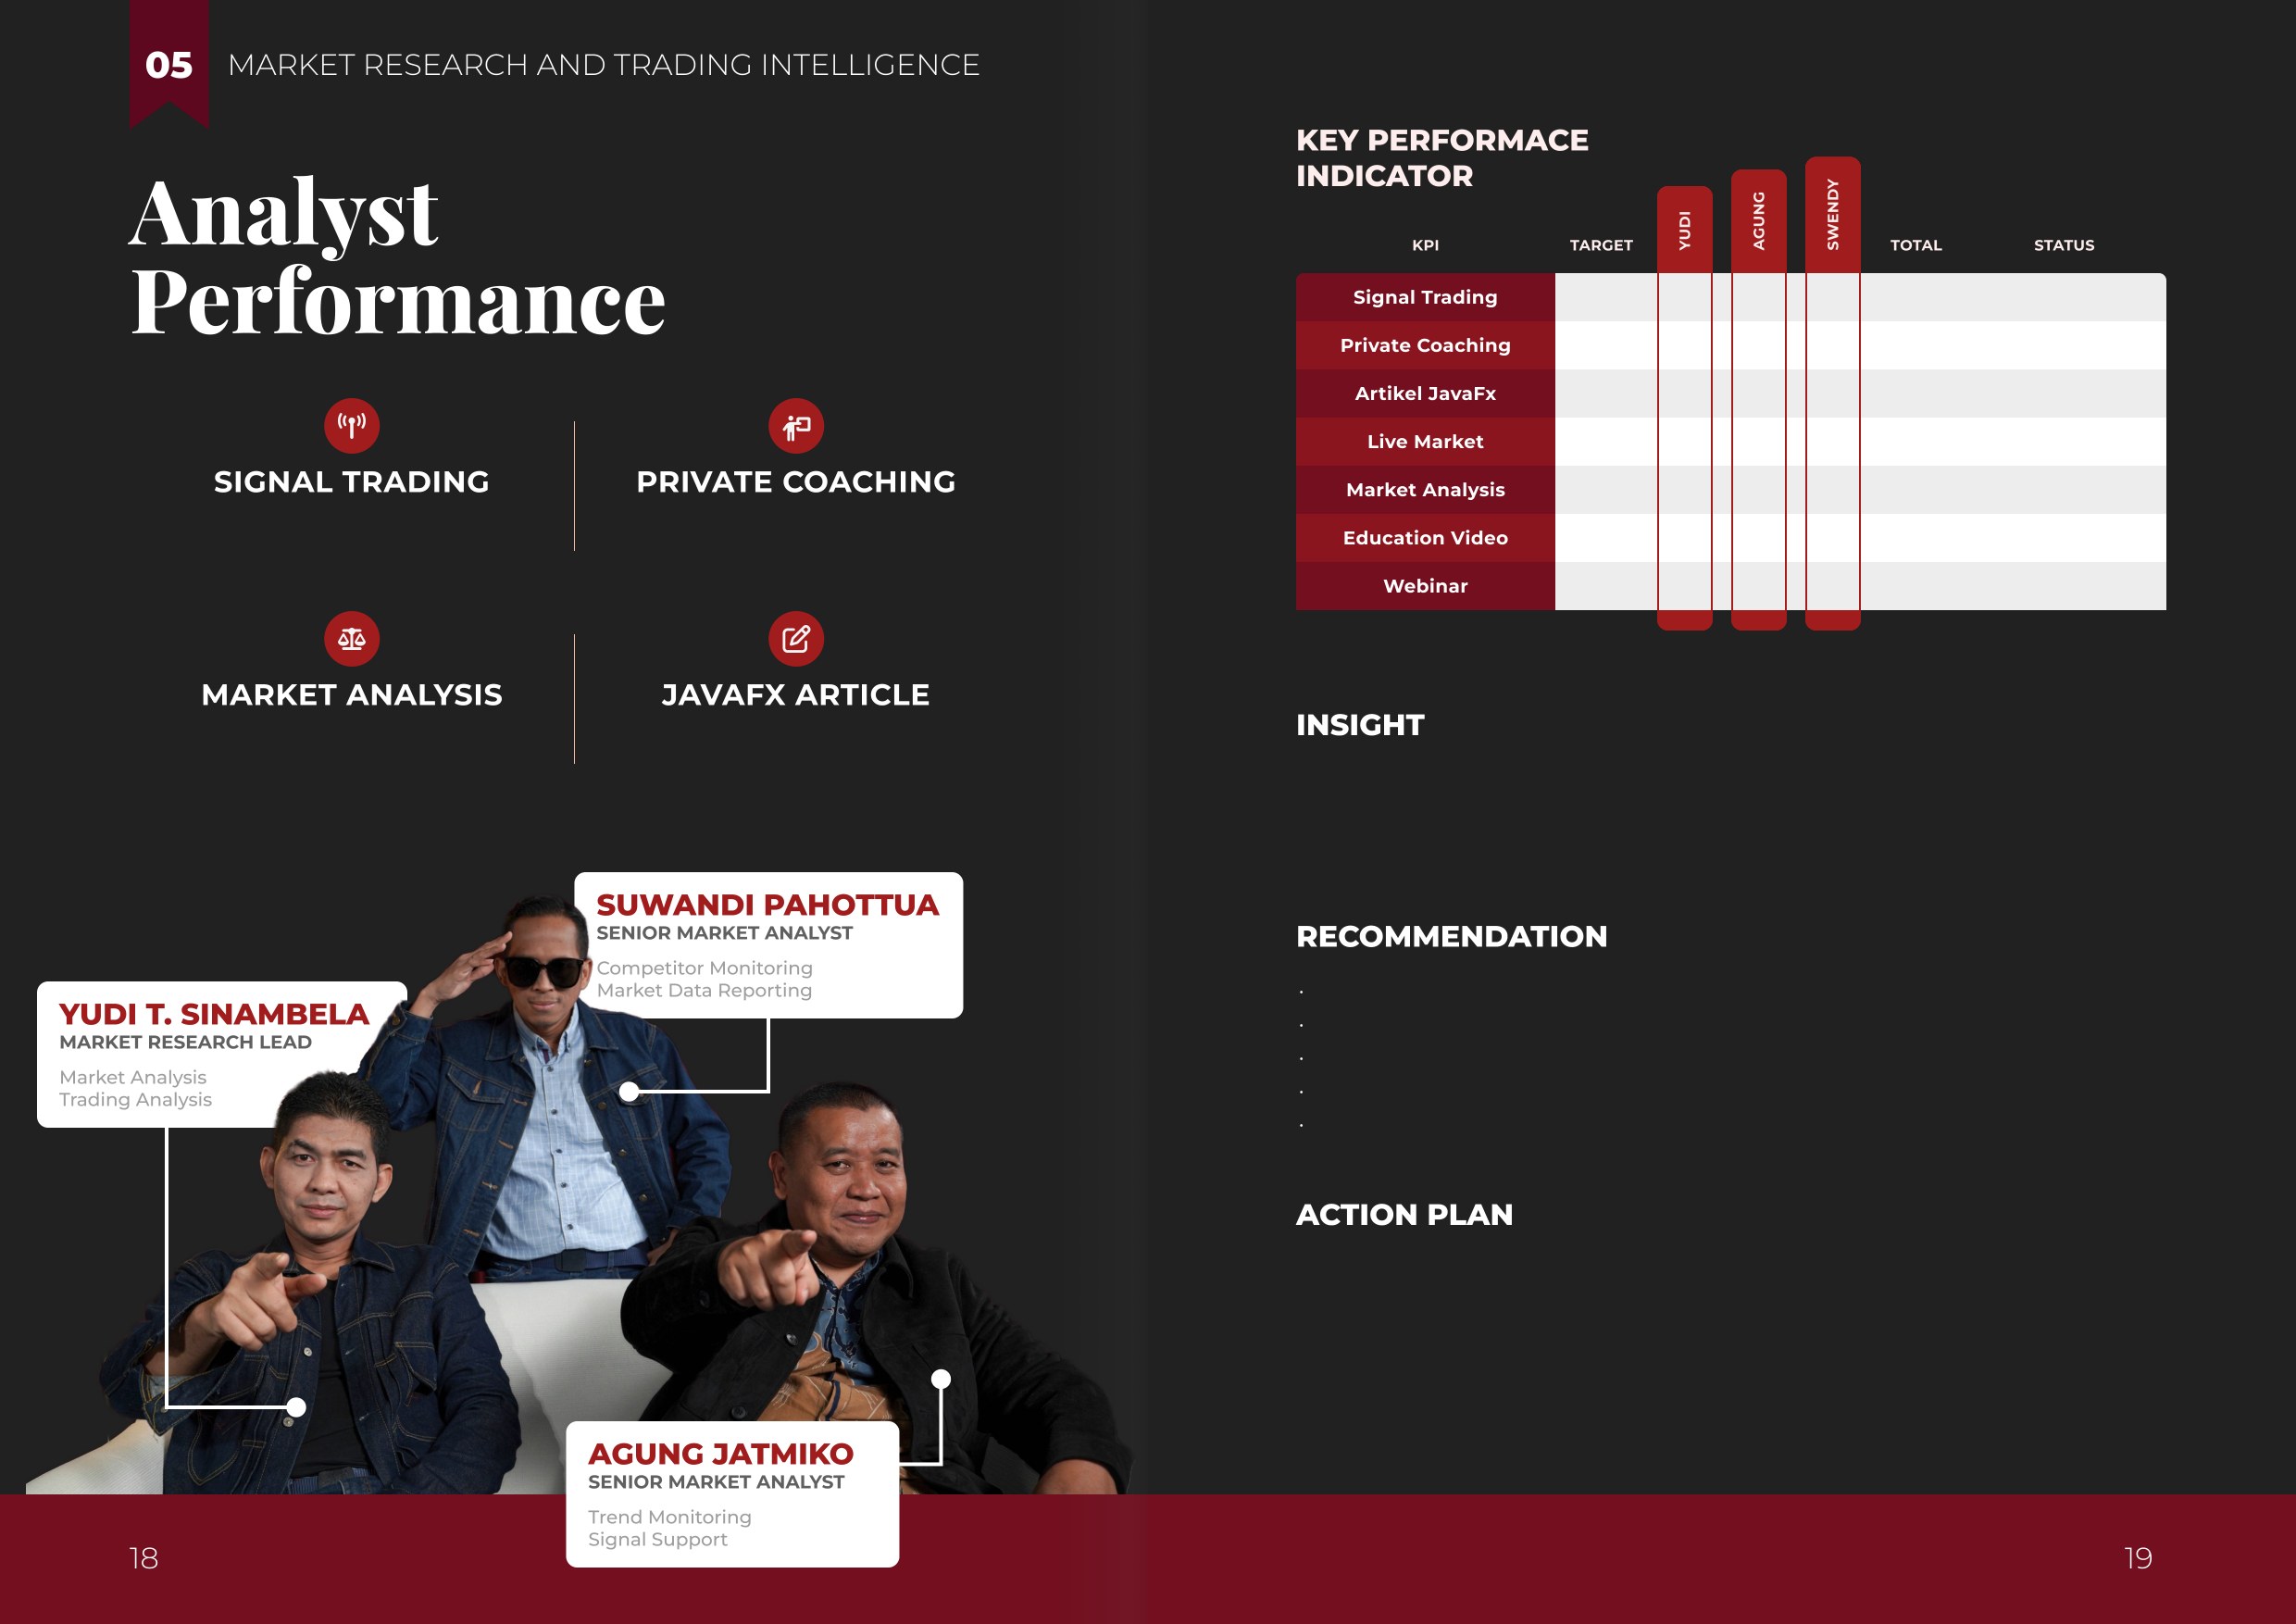 05
MARKET RESEARCH AND TRADING INTELLIGENCE
Analyst
Performance
SIGNAL TRADING
PRIVATE COACHING
MARKET ANALYSIS
JAVAFX ARTICLE
SUWANDI PAHOTTUA
SENIOR MARKET ANALYST
Competitor Monitoring
Market Data Reporting
YUDI T. SINAMBELA
MARKET RESEARCH LEAD
Market Analysis
Trading Analysis
AGUNG JATMIKO
SENIOR MARKET ANALYST
Trend Monitoring
Signal Support
18
KEY PERFORMACE
INDICATOR
KPI TARGET YUDI AGUNG SWENDY TOTAL STATUS
Signal Trading
Private Coaching
Artikel JavaFx
Live Market
Market Analysis
Education Video
Webinar
INSIGHT
RECOMMENDATION
ACTION PLAN
19